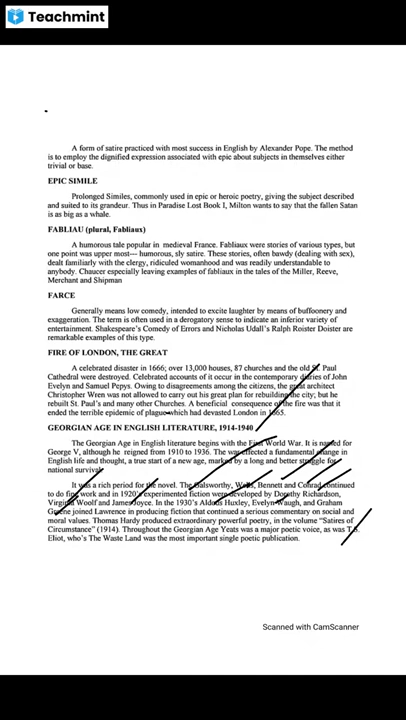 Teachmint
A form of satire practiced with most success in English by Alexander Pope. The method
is to employ the dignified expression associated with epic about subjects in themselves either
trivial or base.
EPIC SIMILE
Prolonged Similes, commonly used in epic or heroic poetry, giving the subject described
and suited to its grandeur. Thus in Paradise Lost Book I, Milton wants to say that the fallen Satan
is as big as a whale.
FABLIAU (plural, Fabliaux)
A humorous tale popular in medieval France. Fabliaux were stories of various types, but
one point was upper most— humorous, sly satire. These stories, often bawdy (dealing with sex),
dealt familiarly with the clergy, ridiculed womanhood and was readily understandable to
anybody. Chaucer especially leaving examples of fabliaux in the tales of the Miller, Reeve,
Merchant and Shipman
FARCE
Generally means low comedy, intended to excite laughter by means of buffoonery and
exaggeration. The term is often used in a derogatory sense to indicate an inferior variety of
entertainment. Shakespeare's Comedy of Errors and Nicholas Udall's Ralph Roister Doister are
remarkable examples of this type.
FIRE OF LONDON, THE GREAT
A celebrated disaster in 1666; over 13,000 houses, 87 churches and the old St. Paul
Cathedral were destroyed. Celebrated accounts of it occur in the contemporary diaries of John
Evelyn and Samuel Pepys. Owing to disagreements among the citizens, the great architect
Christopher Wren was not allowed to carry out his great plan for rebuilding the city; but he
rebuilt St. Paul's and many other Churches. A beneficial consequence of the fire was that it
ended the terrible epidemic of plague which had devasted London in 1665.
GEORGIAN AGE IN ENGLISH LITERATURE, 1914-1940
The Georgian Age in English literature begins with the First World War. It is named for
George V, although he reigned from 1910 to 1936. The war effected a fundamental change in
English life and thought, a true start of a new age, marked by a long and better struggle for
national survival.
It was a rich period for the novel. The Galsworthy, Wells, Bennett and Conrad continued
to do fine work and in 1920's experimented fiction were developed by Dorothy Richardson,
Virginia Woolf and James Joyce. In the 1930's Aldous Huxley, Evelyn Waugh, and Graham
Greene joined Lawrence in producing fiction that continued a serious commentary on social and
moral values. Thomas Hardy produced extraordinary powerful poetry, in the volume "Satires of
Circumstance" (1914). Throughout the Georgian Age Yeats was a major poetic voice, as was T.S.
Eliot, who's The Waste Land was the most important single poetic publication.
Scanned with CamScanner